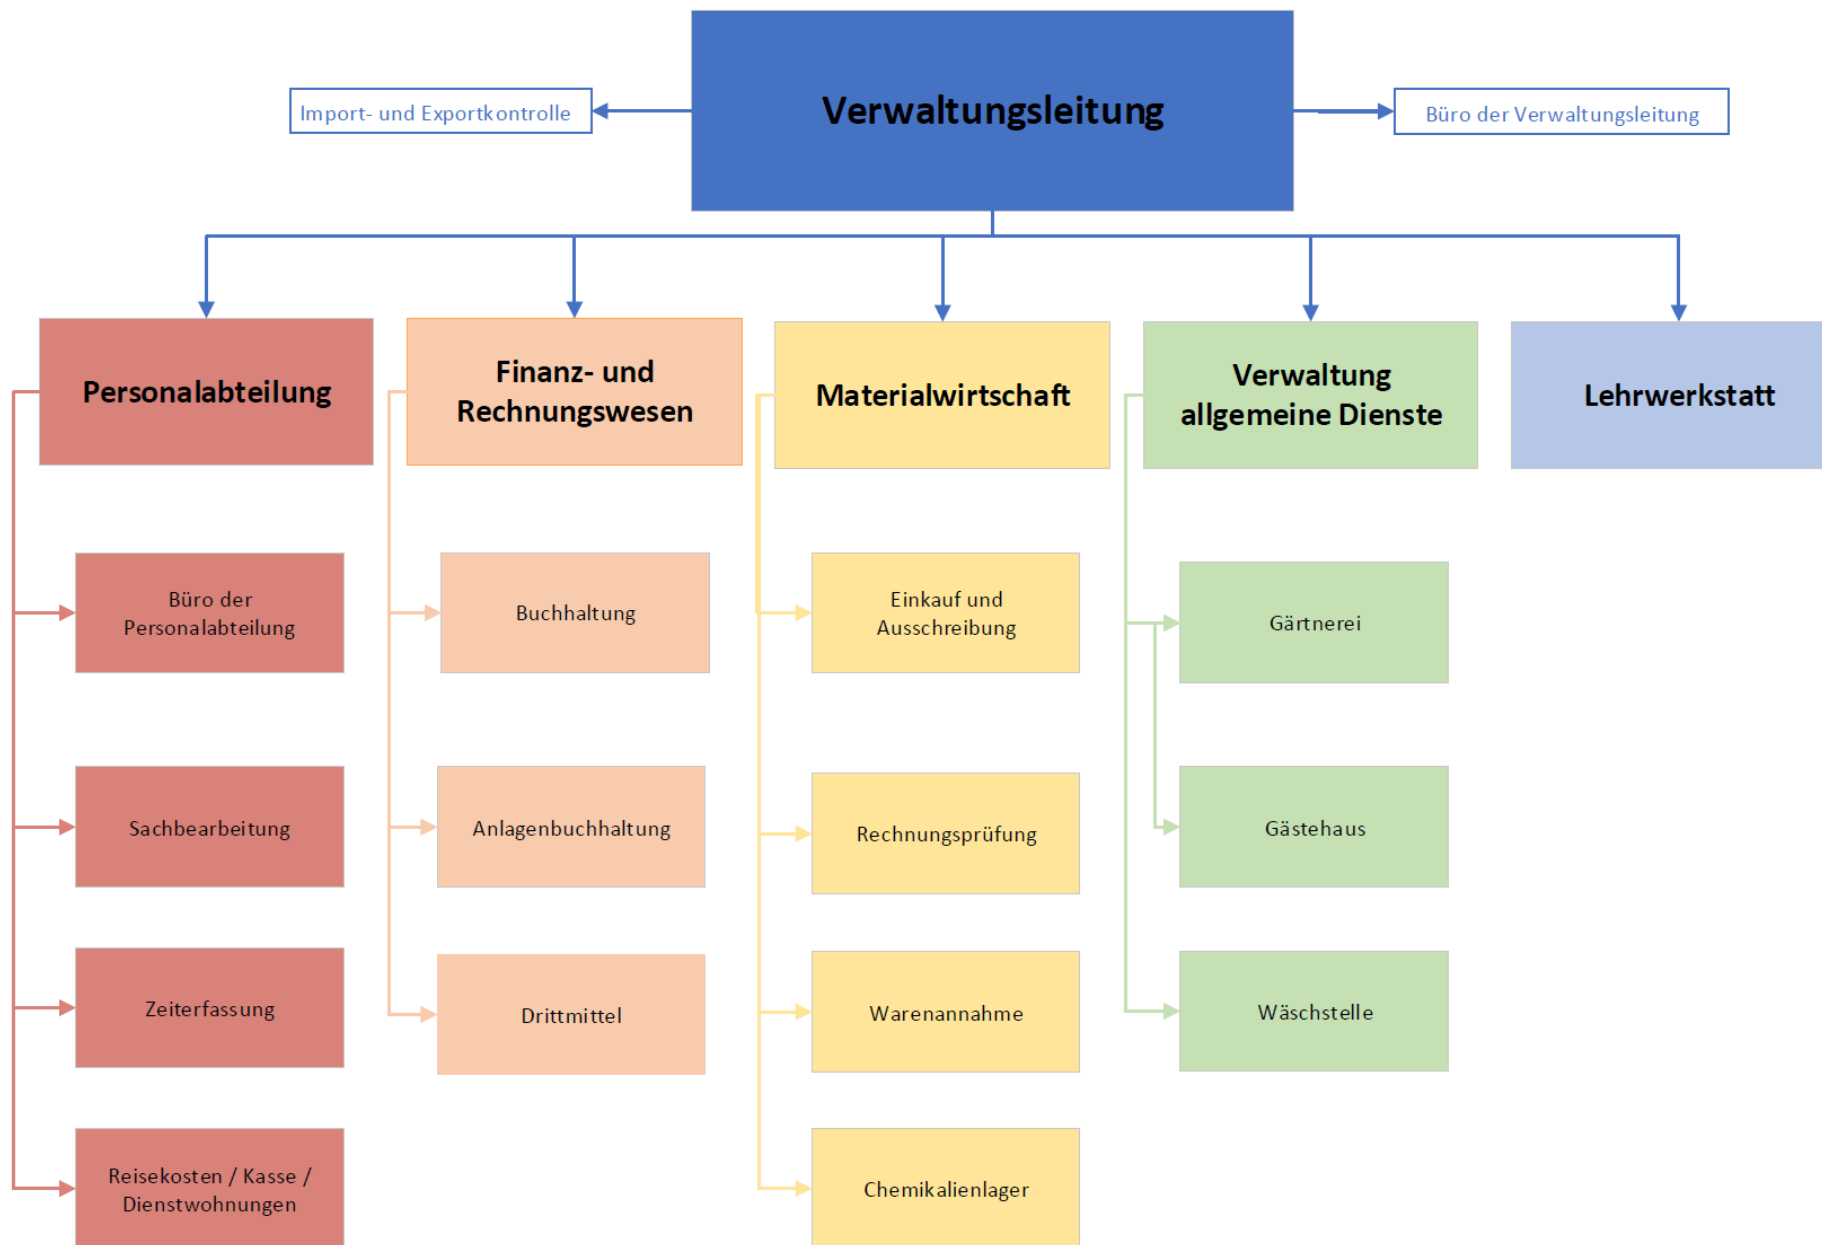 Verwaltungsleitung
Import- und Exportkontrolle
Büro der Verwaltungsleitung
Personalabteilung
Finanz- und
Rechnungswesen
Materialwirtschaft
Verwaltung
allgemeine Dienste
Lehrwerkstatt
Büro der
Personalabteilung
Buchhaltung
Einkauf und
Ausschreibung
Gärtnerei
Sachbearbeitung
Anlagenbuchhaltung
Rechnungsprüfung
Gästehaus
Zeiterfassung
Drittmittel
Warenannahme
Wäschstelle
Reisekosten / Kasse /
Dienstwohnungen
Chemikalienlager